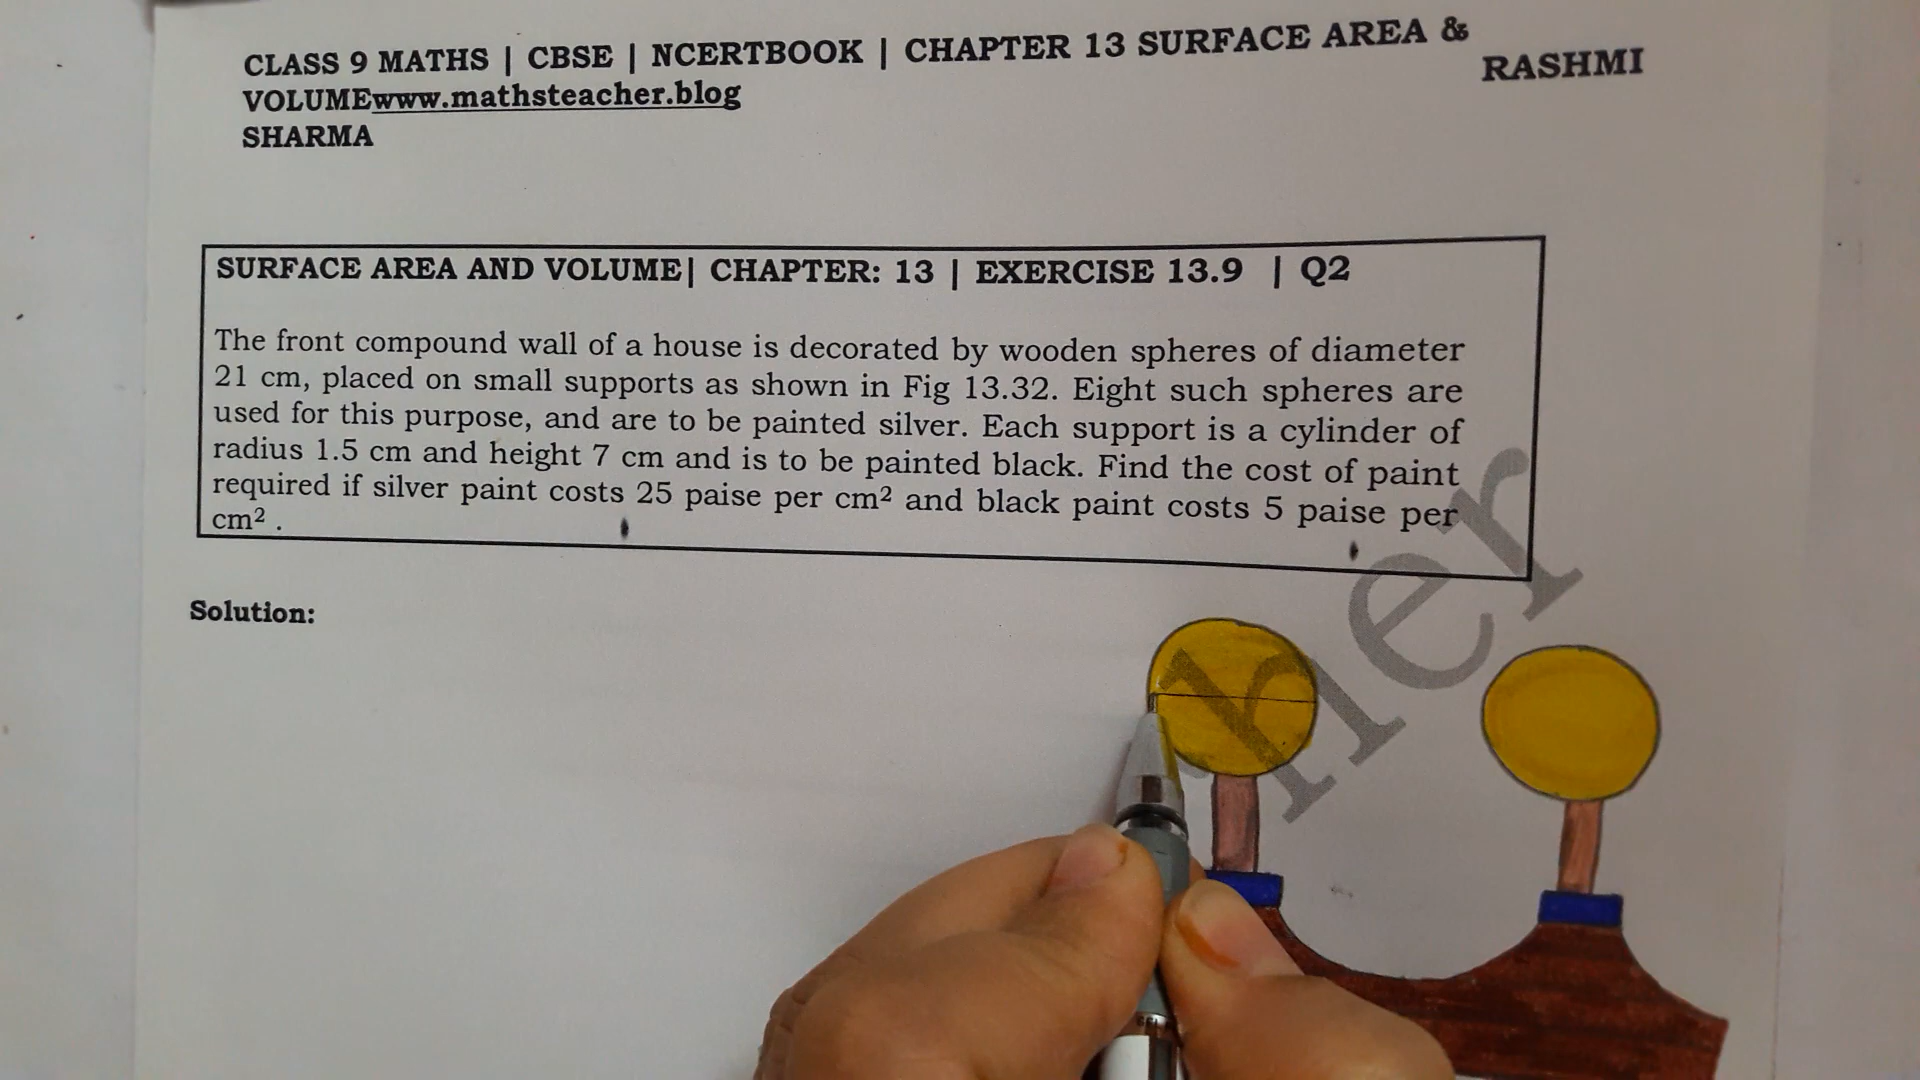 CLASS 9 MATHS | CBSE | NCERTBOOK | CHAPTER 13 SURFACE AREA &
RASHMI
VOLUMEwww.mathsteacher.blog
SHARMA
SURFACE AREA AND VOLUME| CHAPTER: 13 | EXERCISE 13.9 | Q2
The front compound wall of a house is decorated by wooden spheres of diameter
21 cm, placed on small supports as shown in Fig 13.32. Eight such spheres are
used for this purpose, and are to be painted silver. Each support is a cylinder of
radius 1.5 cm and height 7 cm and is to be painted black. Find the cost of paint
required if silver paint costs 25 paise per cm² and black paint costs 5 paise per
cm² .
Solution:
her